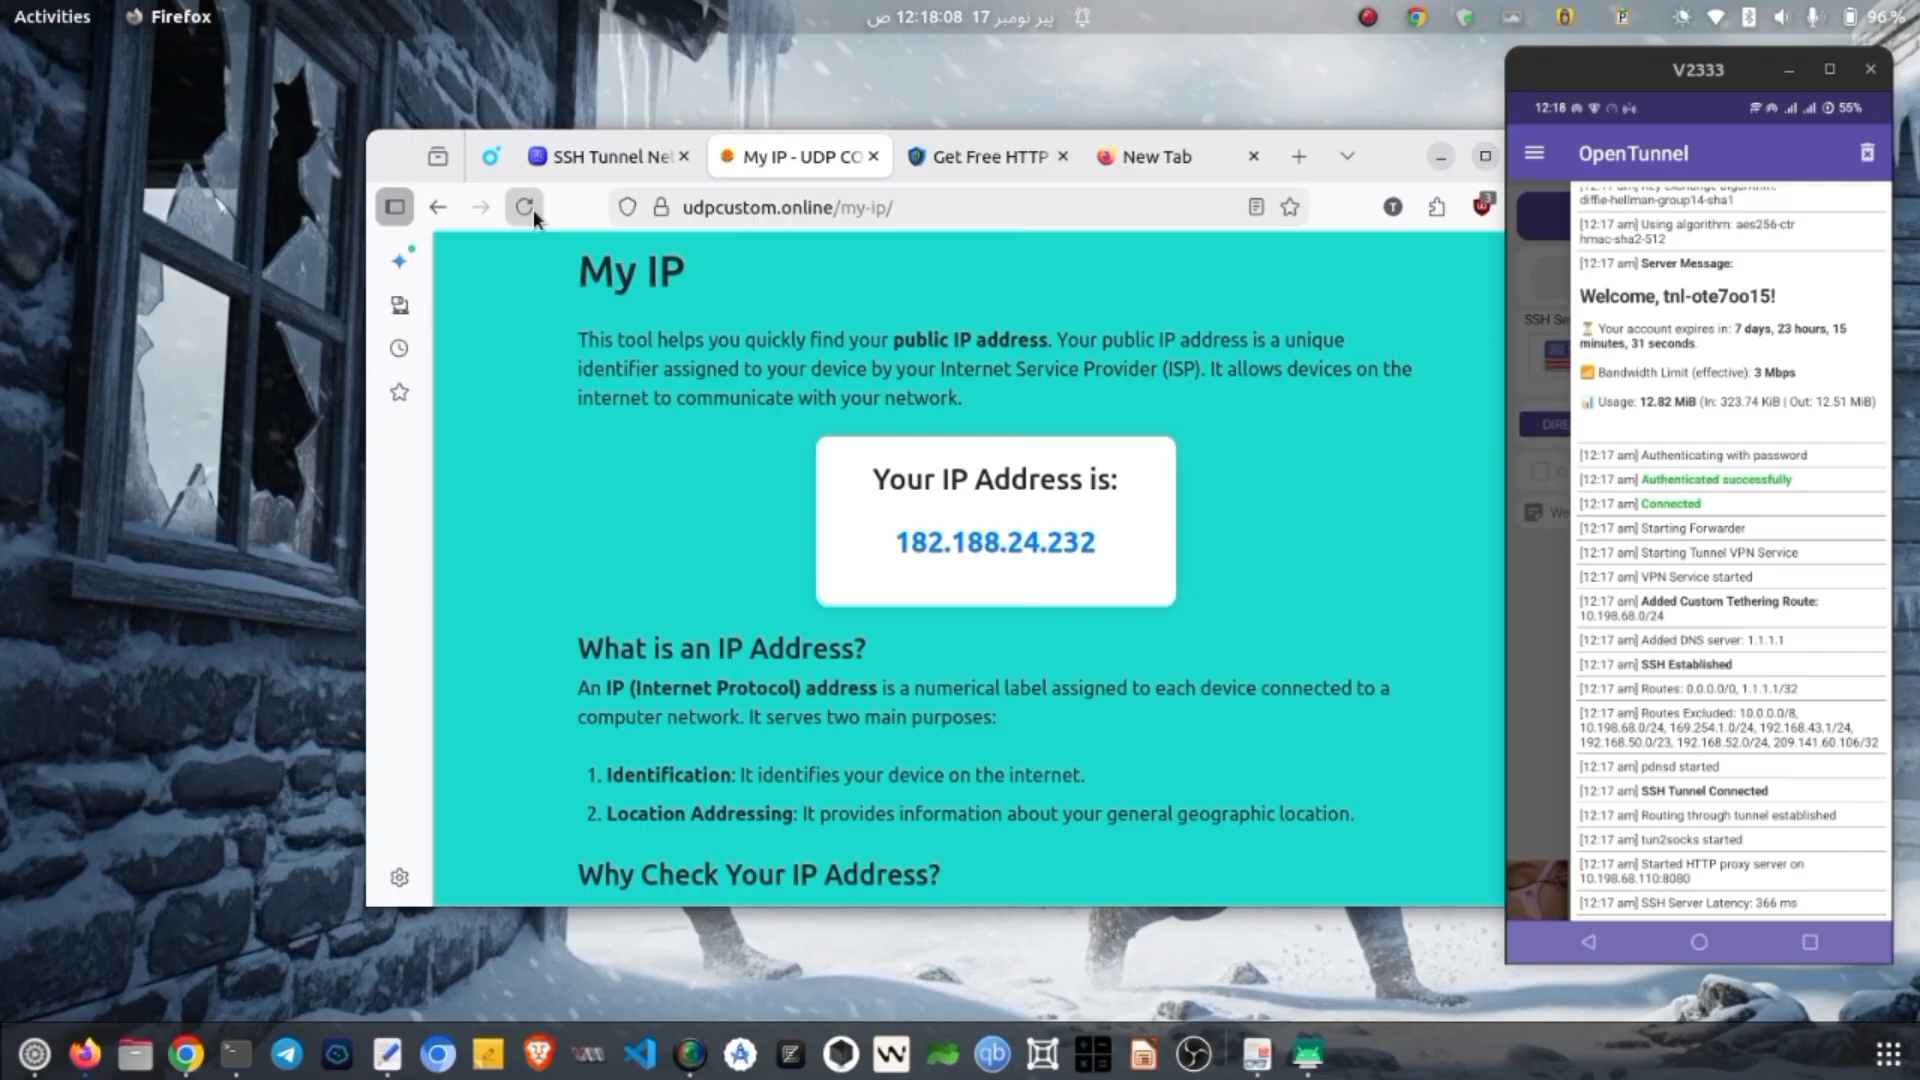 Activities
Firefox
پیر نومبر 17 12:18:08 ص
96 %
SSH Tunnel Ne
My IP - UDP CO
Get Free HTTP
New Tab
udpcustom.online/my-ip/
3
My IP
This tool helps you quickly find your public IP address. Your public IP address is a unique
identifier assigned to your device by your Internet Service Provider (ISP). It allows devices on the
internet to communicate with your network.
Your IP Address is:
182.188.24.232
What is an IP Address?
An IP (Internet Protocol) address is a numerical label assigned to each device connected to a
computer network. It serves two main purposes:
1. Identification: It identifies your device on the internet.
2. Location Addressing: It provides information about your general geographic location.
Why Check Your IP Address?
V2333
12:18
55%
OpenTunnel
SSH Se
DIRE
We
diffie-hellman-group14-sha1
[12:17 am] Using algorithm: aes256-ctr
hmac-sha2-512
[12:17 am] Server Message:
Welcome, tnl-ote7oo15!
Your account expires in: 7 days, 23 hours, 15
minutes, 31 seconds.
Bandwidth Limit (effective): 3 Mbps
Usage: 12.82 MiB (In: 323.74 KiB | Out: 12.51 MiB)
[12:17 am] Authenticating with password
[12:17 am] Authenticated successfully
[12:17 am] Connected
[12:17 am] Starting Forwarder
[12:17 am] Starting Tunnel VPN Service
[12:17 am] VPN Service started
[12:17 am] Added Custom Tethering Route:
10.198.68.0/24
[12:17 am] Added DNS server: 1.1.1.1
[12:17 am] SSH Established
[12:17 am] Routes: 0.0.0.0/0, 1.1.1.1/32
[12:17 am] Routes Excluded: 10.0.0.0/8,
10.198.68.0/24, 169.254.1.0/24, 192.168.43.1/24,
192.168.50.0/23, 192.168.52.0/24, 209.141.60.106/32
[12:17 am] pdnsd started
[12:17 am] SSH Tunnel Connected
[12:17 am] Routing through tunnel established
[12:17 am] tun2socks started
[12:17 am] Started HTTP proxy server on
10.198.68.110:8080
[12:17 am] SSH Server Latency: 366 ms